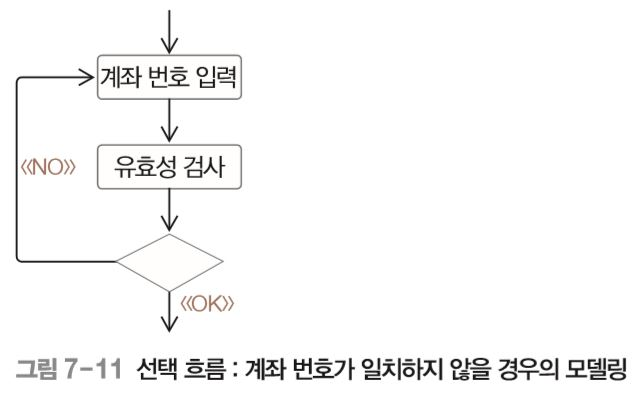 계좌 번호 입력
《NO》
유효성 검사
《OK》
그림 7-11 선택 흐름 : 계좌 번호가 일치하지 않을 경우의 모델링